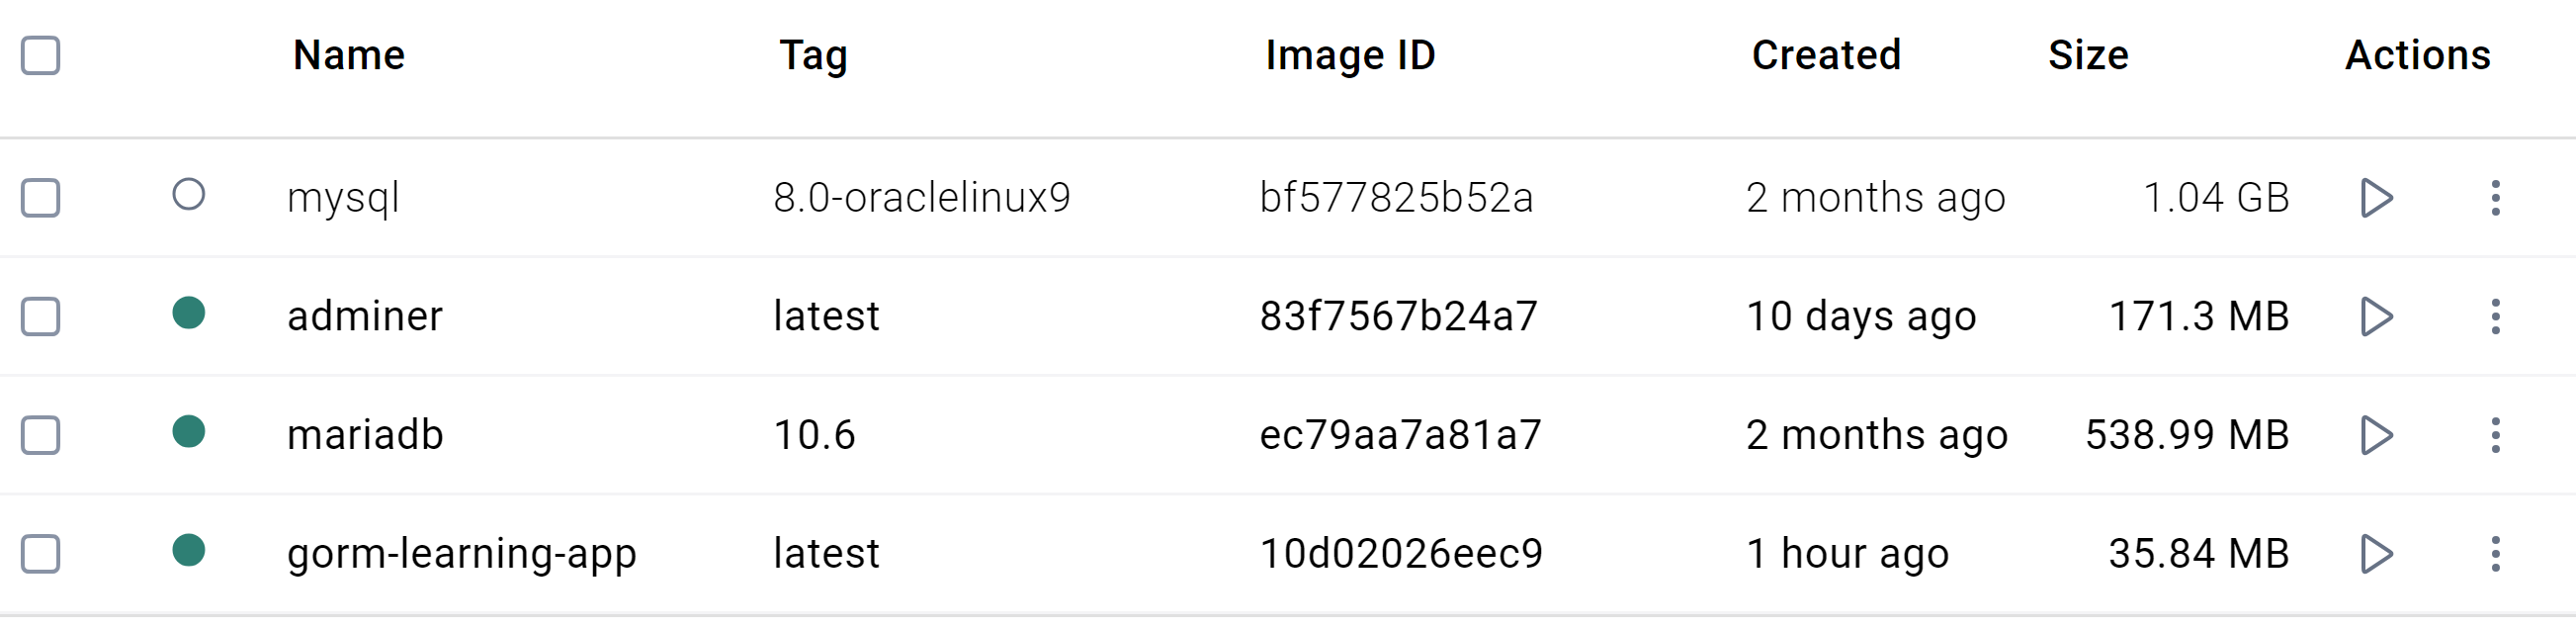 Name Tag Image ID Created Size Actions
mysql 8.0-oraclelinux9 bf577825b52a 2 months ago 1.04 GB
adminer latest 83f7567b24a7 10 days ago 171.3 MB
mariadb 10.6 ec79aa7a81a7 2 months ago 538.99 MB
gorm-learning-app latest 10d02026eec9 1 hour ago 35.84 MB